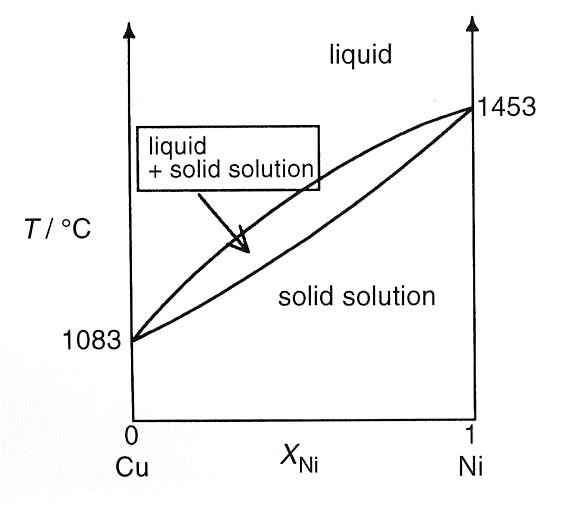 liquid
1453
liquid
+ solid solution
T / °C
solid solution
1083
0
1
Cu
X_Ni
Ni